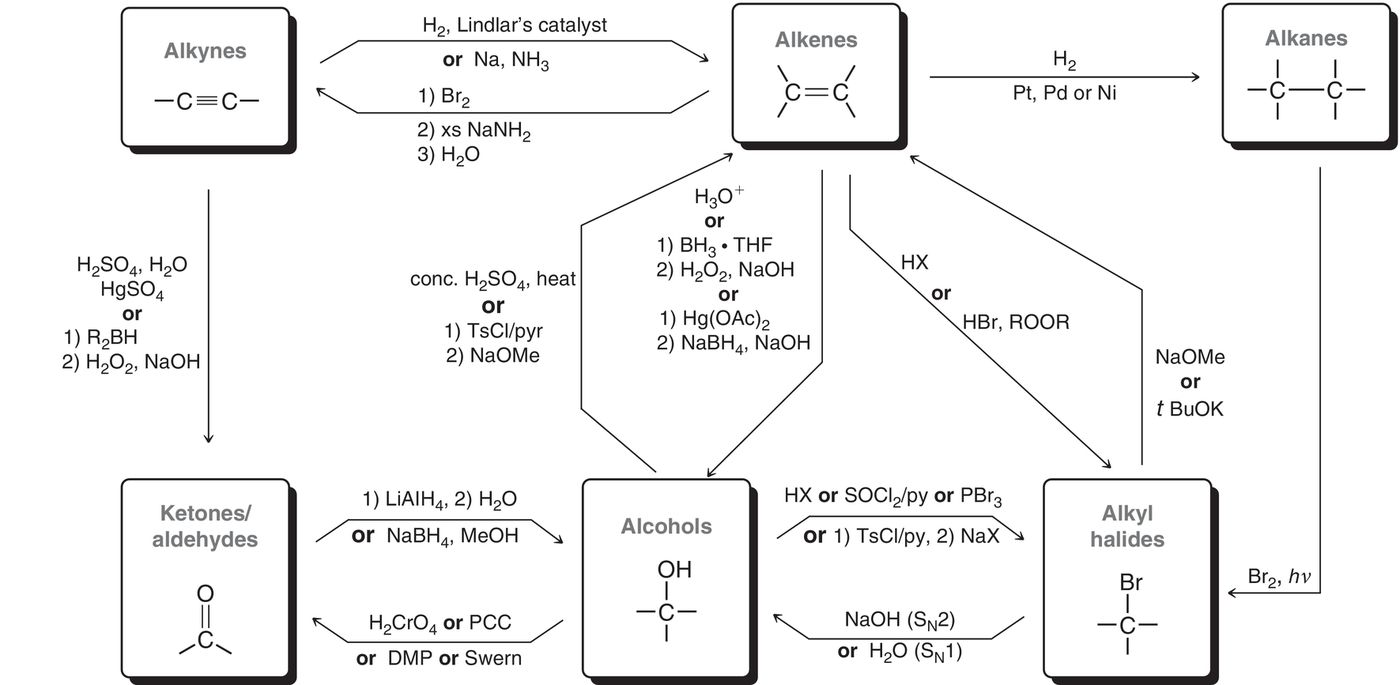 Alkynes
—C≡C—
H₂, Lindlar's catalyst
or Na, NH₃
1) Br₂
2) xs NaNH₂
3) H₂O
Alkenes
C=C
H₂
Pt, Pd or Ni
Alkanes
C—C
H₂SO₄, H₂O
HgSO₄
or
1) R₂BH
2) H₂O₂, NaOH
conc. H₂SO₄, heat
or
1) TsCl/pyr
2) NaOMe
H₃O⁺
or
1) BH₃ • THF
2) H₂O₂, NaOH
or
1) Hg(OAc)₂
2) NaBH₄, NaOH
HX
or
HBr, ROOR
NaOMe
or
t BuOK
Br₂, hν
Ketones/
aldehydes
O
C
1) LiAlH₄, 2) H₂O
or NaBH₄, MeOH
H₂CrO₄ or PCC
or DMP or Swern
Alcohols
OH
C
HX or SOCl₂/py or PBr₃
or 1) TsCl/py, 2) NaX
NaOH (Sɴ2)
or H₂O (Sɴ1)
Alkyl
halides
Br
C